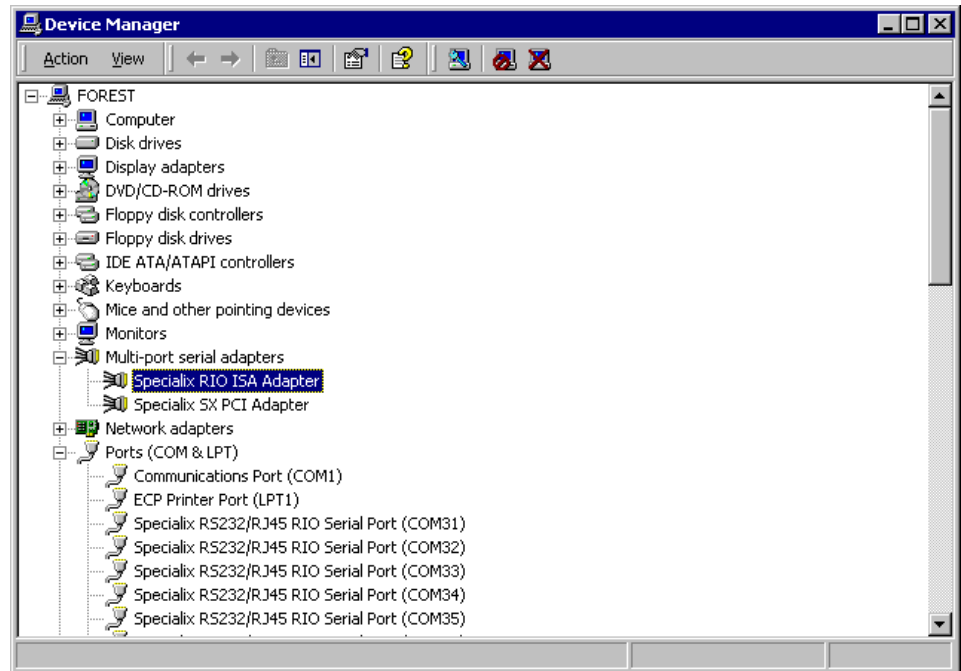 Device Manager
Action View
FOREST
Computer
Disk drives
Display adapters
DVD/CD-ROM drives
Floppy disk controllers
Floppy disk drives
IDE ATA/ATAPI controllers
Keyboards
Mice and other pointing devices
Monitors
Multi-port serial adapters
Specialix RIO ISA Adapter
Specialix SX PCI Adapter
Network adapters
Ports (COM & LPT)
Communications Port (COM1)
ECP Printer Port (LPT1)
Specialix RS232/RJ45 RIO Serial Port (COM31)
Specialix RS232/RJ45 RIO Serial Port (COM32)
Specialix RS232/RJ45 RIO Serial Port (COM33)
Specialix RS232/RJ45 RIO Serial Port (COM34)
Specialix RS232/RJ45 RIO Serial Port (COM35)